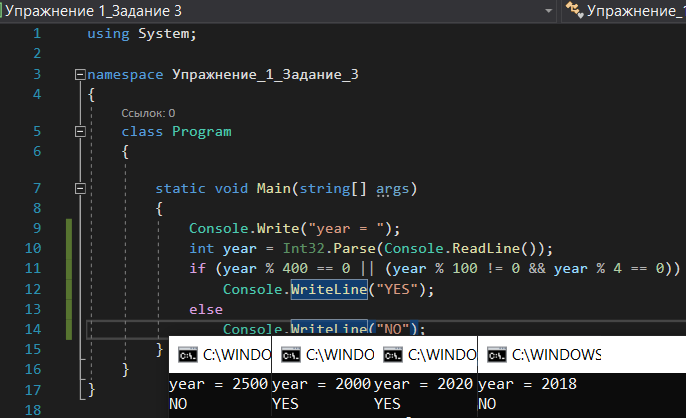 Упражнение 1_Задание 3 Упражнение_1
1 using System;
2
3 namespace Упражнение_1_Задание_3
4 {
Ссылок: 0
5 class Program
6 {
7 static void Main(string[] args)
8 {
9 Console.Write("year = ");
10 int year = Int32.Parse(Console.ReadLine());
11 if (year % 400 == 0 || (year % 100 != 0 && year % 4 == 0))
12 Console.WriteLine("YES");
13 else
14 Console.WriteLine("NO");
15 }
16 }
17 }
18
C:\WINDO C:\WINDO C:\WINDO C:\WINDOWS
year = 2500 year = 2000 year = 2020 year = 2018
NO YES YES NO